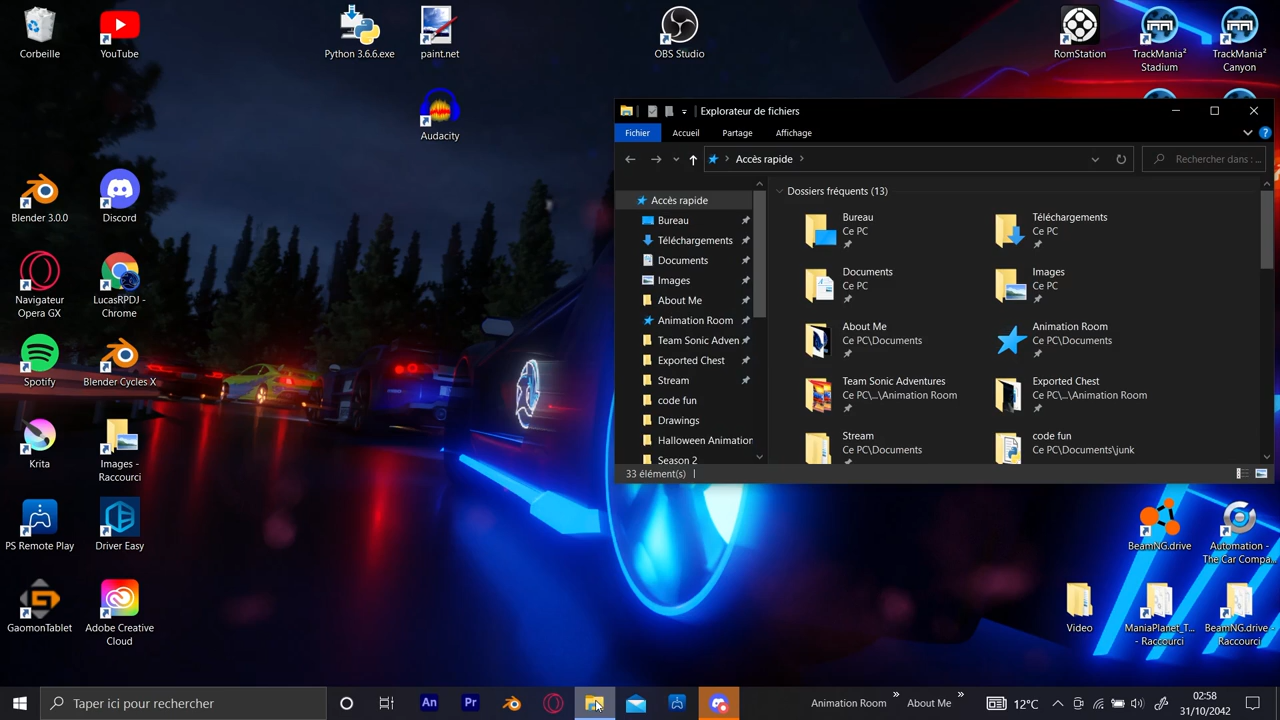 Corbeille
YouTube
Python 3.6.6.exe
paint.net
OBS Studio
RomStation
TrackMania²
Stadium
TrackMania²
Canyon
Audacity
Blender 3.0.0
Discord
Navigateur
Opera GX
LucasRPDJ -
Chrome
Spotify
Blender Cycles X
Krita
Images -
Raccourci
PS Remote Play
Driver Easy
GaomonTablet
Adobe Creative
Cloud
Explorateur de fichiers
Fichier
Accueil
Partage
Affichage
Accès rapide
Rechercher dans : ...
Accès rapide
Bureau
Téléchargements
Documents
Images
About Me
Animation Room
Team Sonic Adven
Exported Chest
Stream
code fun
Drawings
Halloween Animation
Season 2
Dossiers fréquents (13)
Bureau
Ce PC
Téléchargements
Ce PC
Documents
Ce PC
Images
Ce PC
About Me
Ce PC\Documents
Animation Room
Ce PC\Documents
Team Sonic Adventures
Ce PC\...\Animation Room
Exported Chest
Ce PC\...\Animation Room
Stream
Ce PC\Documents
code fun
Ce PC\Documents\junk
33 élément(s)
BeamNG.drive
Automation -
The Car Compa...
Video
ManiaPlanet_T...
- Raccourci
BeamNG.drive -
Raccourci
Taper ici pour rechercher
An
Pr
Animation Room
»
About Me
»
12°C
02:58
31/10/2042